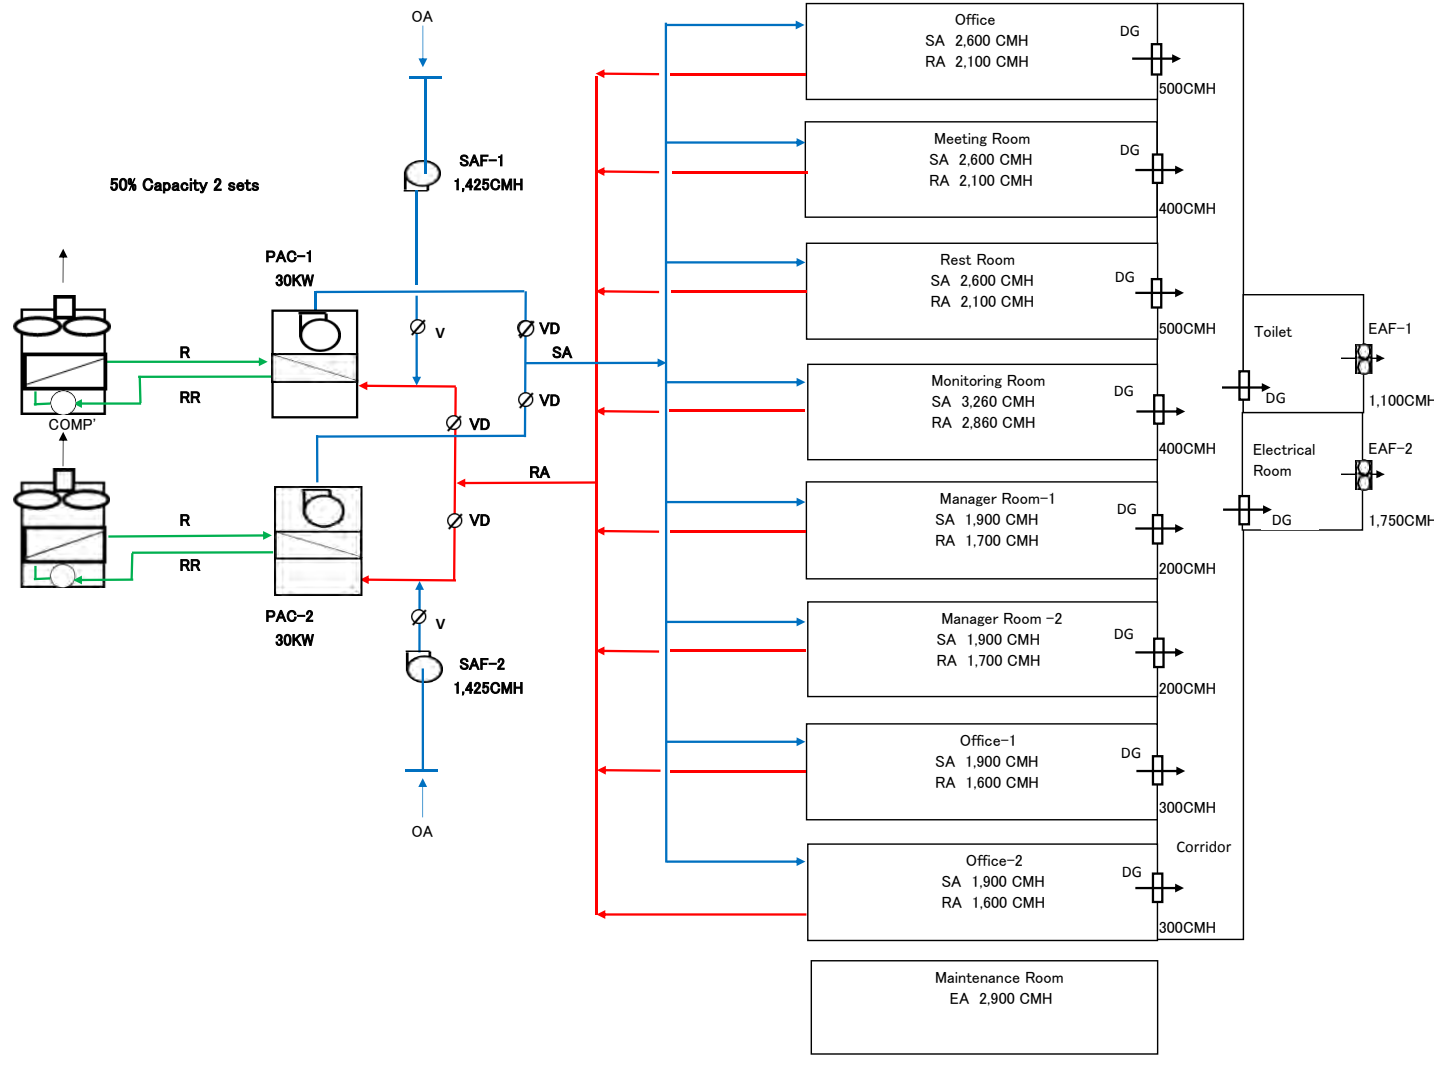 OA
SAF-1
1,425CMH
50% Capacity 2 sets
PAC-1
30KW
V
VD
SA
R
RR
COMP'
VD
VD
RA
VD
R
RR
PAC-2
30KW
V
SAF-2
1,425CMH
OA
Office
SA 2,600 CMH
RA 2,100 CMH
DG
500CMH
Meeting Room
SA 2,600 CMH
RA 2,100 CMH
DG
400CMH
Rest Room
SA 2,600 CMH
RA 2,100 CMH
DG
500CMH
Monitoring Room
SA 3,260 CMH
RA 2,860 CMH
DG
400CMH
Manager Room-1
SA 1,900 CMH
RA 1,700 CMH
DG
200CMH
Manager Room -2
SA 1,900 CMH
RA 1,700 CMH
DG
200CMH
Office-1
SA 1,900 CMH
RA 1,600 CMH
DG
300CMH
Corridor
Office-2
SA 1,900 CMH
RA 1,600 CMH
DG
300CMH
Maintenance Room
EA 2,900 CMH
Toilet
EAF-1
DG
1,100CMH
Electrical
Room
EAF-2
DG
1,750CMH